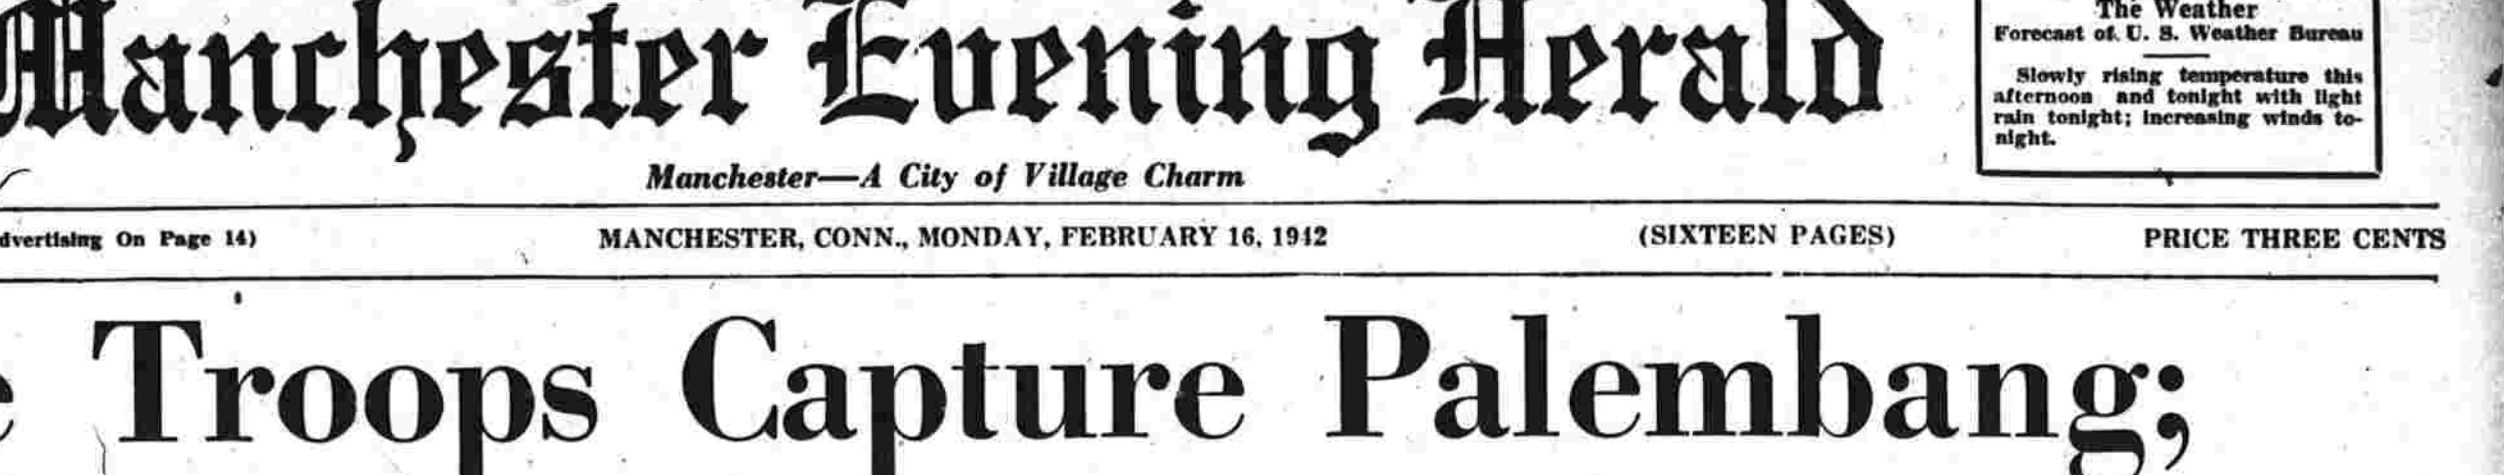 Manchester Evening Herald
Manchester—A City of Village Charm
The Weather
Forecast of U. S. Weather Bureau
Slowly rising temperature this
afternoon and tonight with light
rain tonight; increasing winds to-
night.
dvertising On Page 14) MANCHESTER, CONN., MONDAY, FEBRUARY 16, 1942 (SIXTEEN PAGES) PRICE THREE CENTS
e Troops Capture Palembang;